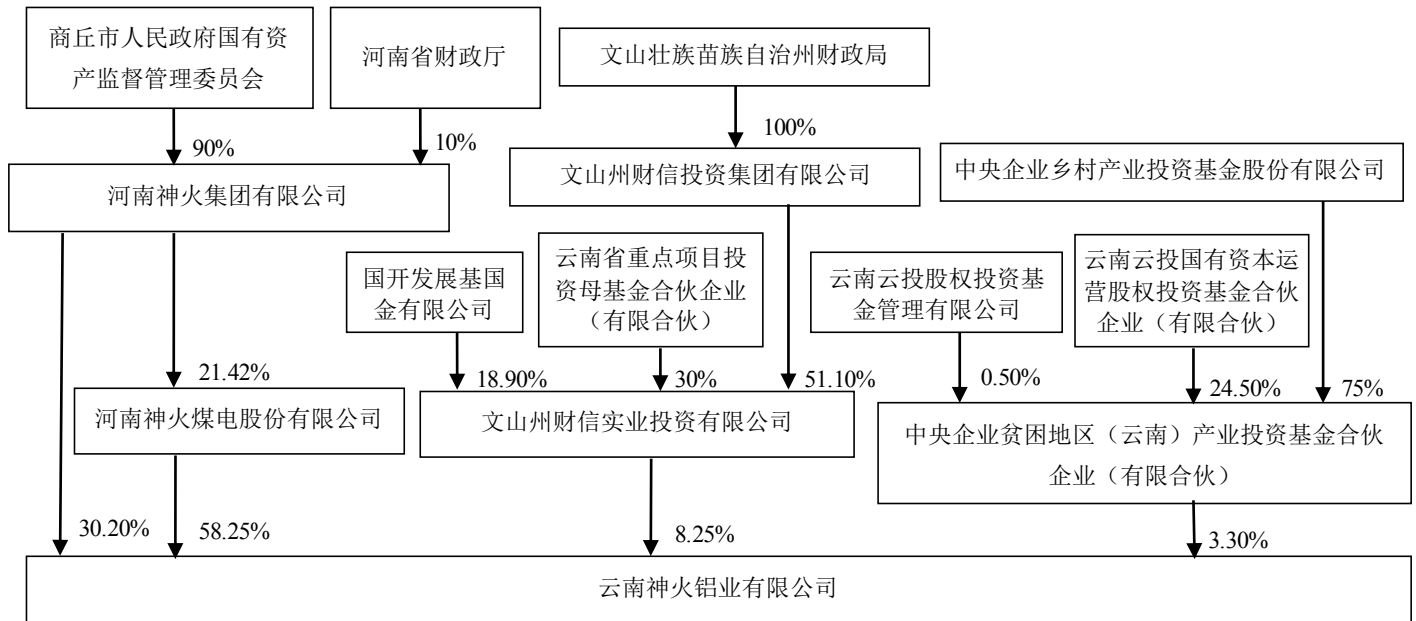 商丘市人民政府国有资
产监督管理委员会
河南省财政厅
文山壮族苗族自治州财政局
90%
10%
100%
河南神火集团有限公司
文山州财信投资集团有限公司
中央企业乡村产业投资基金股份有限公司
国开发展基国
金有限公司
云南省重点项目投
资母基金合伙企业
（有限合伙）
云南云投股权投资基
金管理有限公司
云南云投国有资本运
营股权投资基金合伙
企业（有限合伙）
21.42%
18.90%
30%
51.10%
0.50%
24.50%
75%
河南神火煤电股份有限公司
文山州财信实业投资有限公司
中央企业贫困地区（云南）产业投资基金合伙
企业（有限合伙）
30.20%
58.25%
8.25%
3.30%
云南神火铝业有限公司